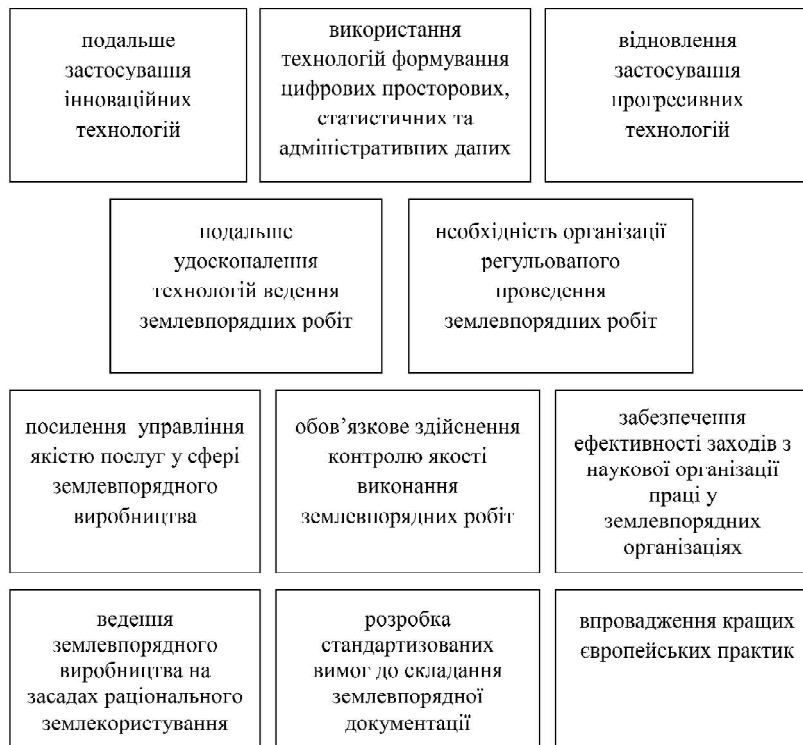 подальше
застосування
інноваційних
технологій
використання
технологій формування
цифрових просторових,
статистичних та
адміністративних даних
відновлення
застосування
прогресивних
технологій
подальше
удосконалення
технологій ведення
землевпорядних робіт
необхідність організації
регульованого
проведення
землевпорядних робіт
посилення управління
якістю послуг у сфері
землевпорядного
виробництва
обов’язкове здійснення
контролю якості
виконання
землевпорядних робіт
забезпечення
ефективності заходів з
наукової організації
праці у
землевпорядних
організаціях
ведення
землевпорядного
виробництва на
засадах раціонального
землекористування
розробка
стандартизованих
вимог до складання
землевпорядної
документації
впровадження кращих
європейських практик